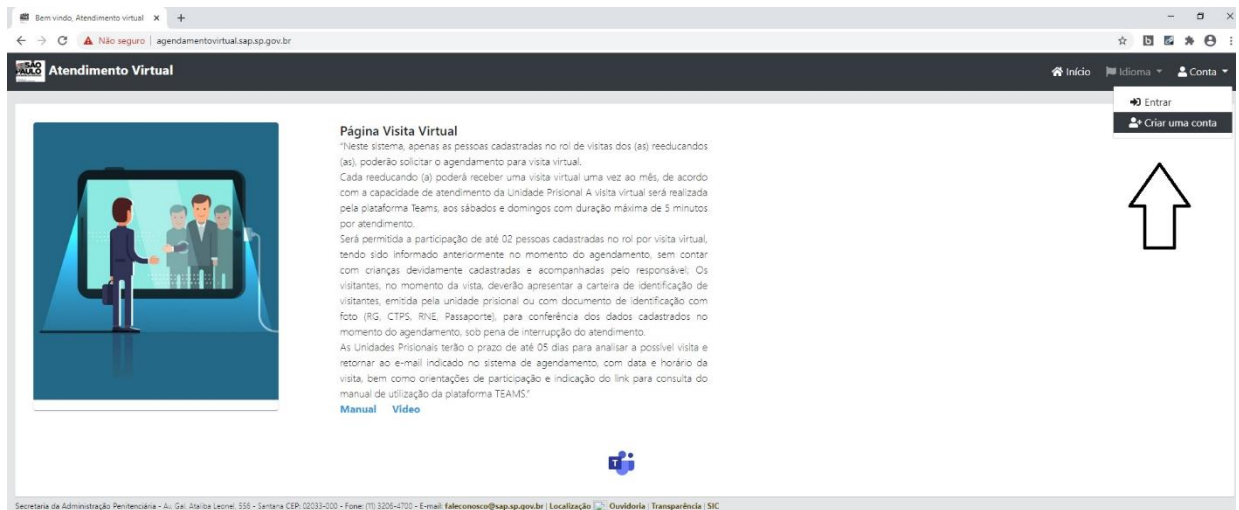 Bem vindo, Atendimento virtual
Não seguro | agendamentovirtual.sap.sp.gov.br
SÃO PAULO
Atendimento Virtual
Início Idioma Conta
Entrar
Criar uma conta
Página Visita Virtual
"Neste sistema, apenas as pessoas cadastradas no rol de visitas dos (as) reeducandos
(as), poderão solicitar o agendamento para visita virtual.
Cada reeducando (a) poderá receber uma visita virtual uma vez ao mês, de acordo
com a capacidade de atendimento da Unidade Prisional A visita virtual será realizada
pela plataforma Teams, aos sábados e domingos com duração máxima de 5 minutos
por atendimento.
Será permitida a participação de até 02 pessoas cadastradas no rol por visita virtual,
tendo sido informado anteriormente no momento do agendamento, sem contar
com crianças devidamente cadastradas e acompanhadas pelo responsável. Os
visitantes, no momento da vista, deverão apresentar a carteira de identificação de
visitantes, emitida pela unidade prisional ou com documento de identificação com
foto (RG, CTPS, RNE, Passaporte), para conferência dos dados cadastrados no
momento do agendamento, sob pena de interrupção do atendimento.
As Unidades Prisionais terão o prazo de até 05 dias para analisar a possível visita e
retornar ao e-mail indicado no sistema de agendamento, com data e horário da
visita, bem como orientações de participação e indicação do link para consulta do
manual de utilização da plataforma TEAMS."
Manual Video
Secretaria da Administração Penitenciária - Av. Gal. Ataliba Leonel, 556 - Santana CEP: 02033-000 - Fone: (11) 3206-4700 - E-mail: faleconosco@sap.sp.gov.br | Localização Ouvidoria | Transparência | SIC